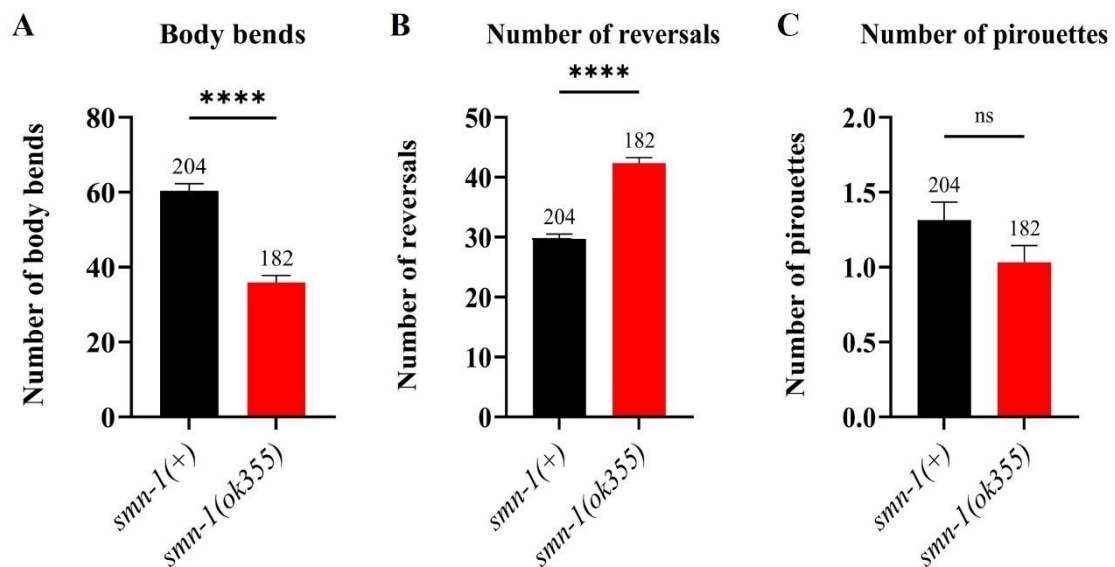 A
Body bends
****
Number of body bends
80
60
40
20
0
204
182
smn-1(+)
smn-1(ok355)
B
Number of reversals
****
Number of reversals
50
40
30
20
10
0
204
182
smn-1(+)
smn-1(ok355)
C
Number of pirouettes
ns
Number of pirouettes
2.0
1.5
1.0
0.5
0.0
204
182
smn-1(+)
smn-1(ok355)